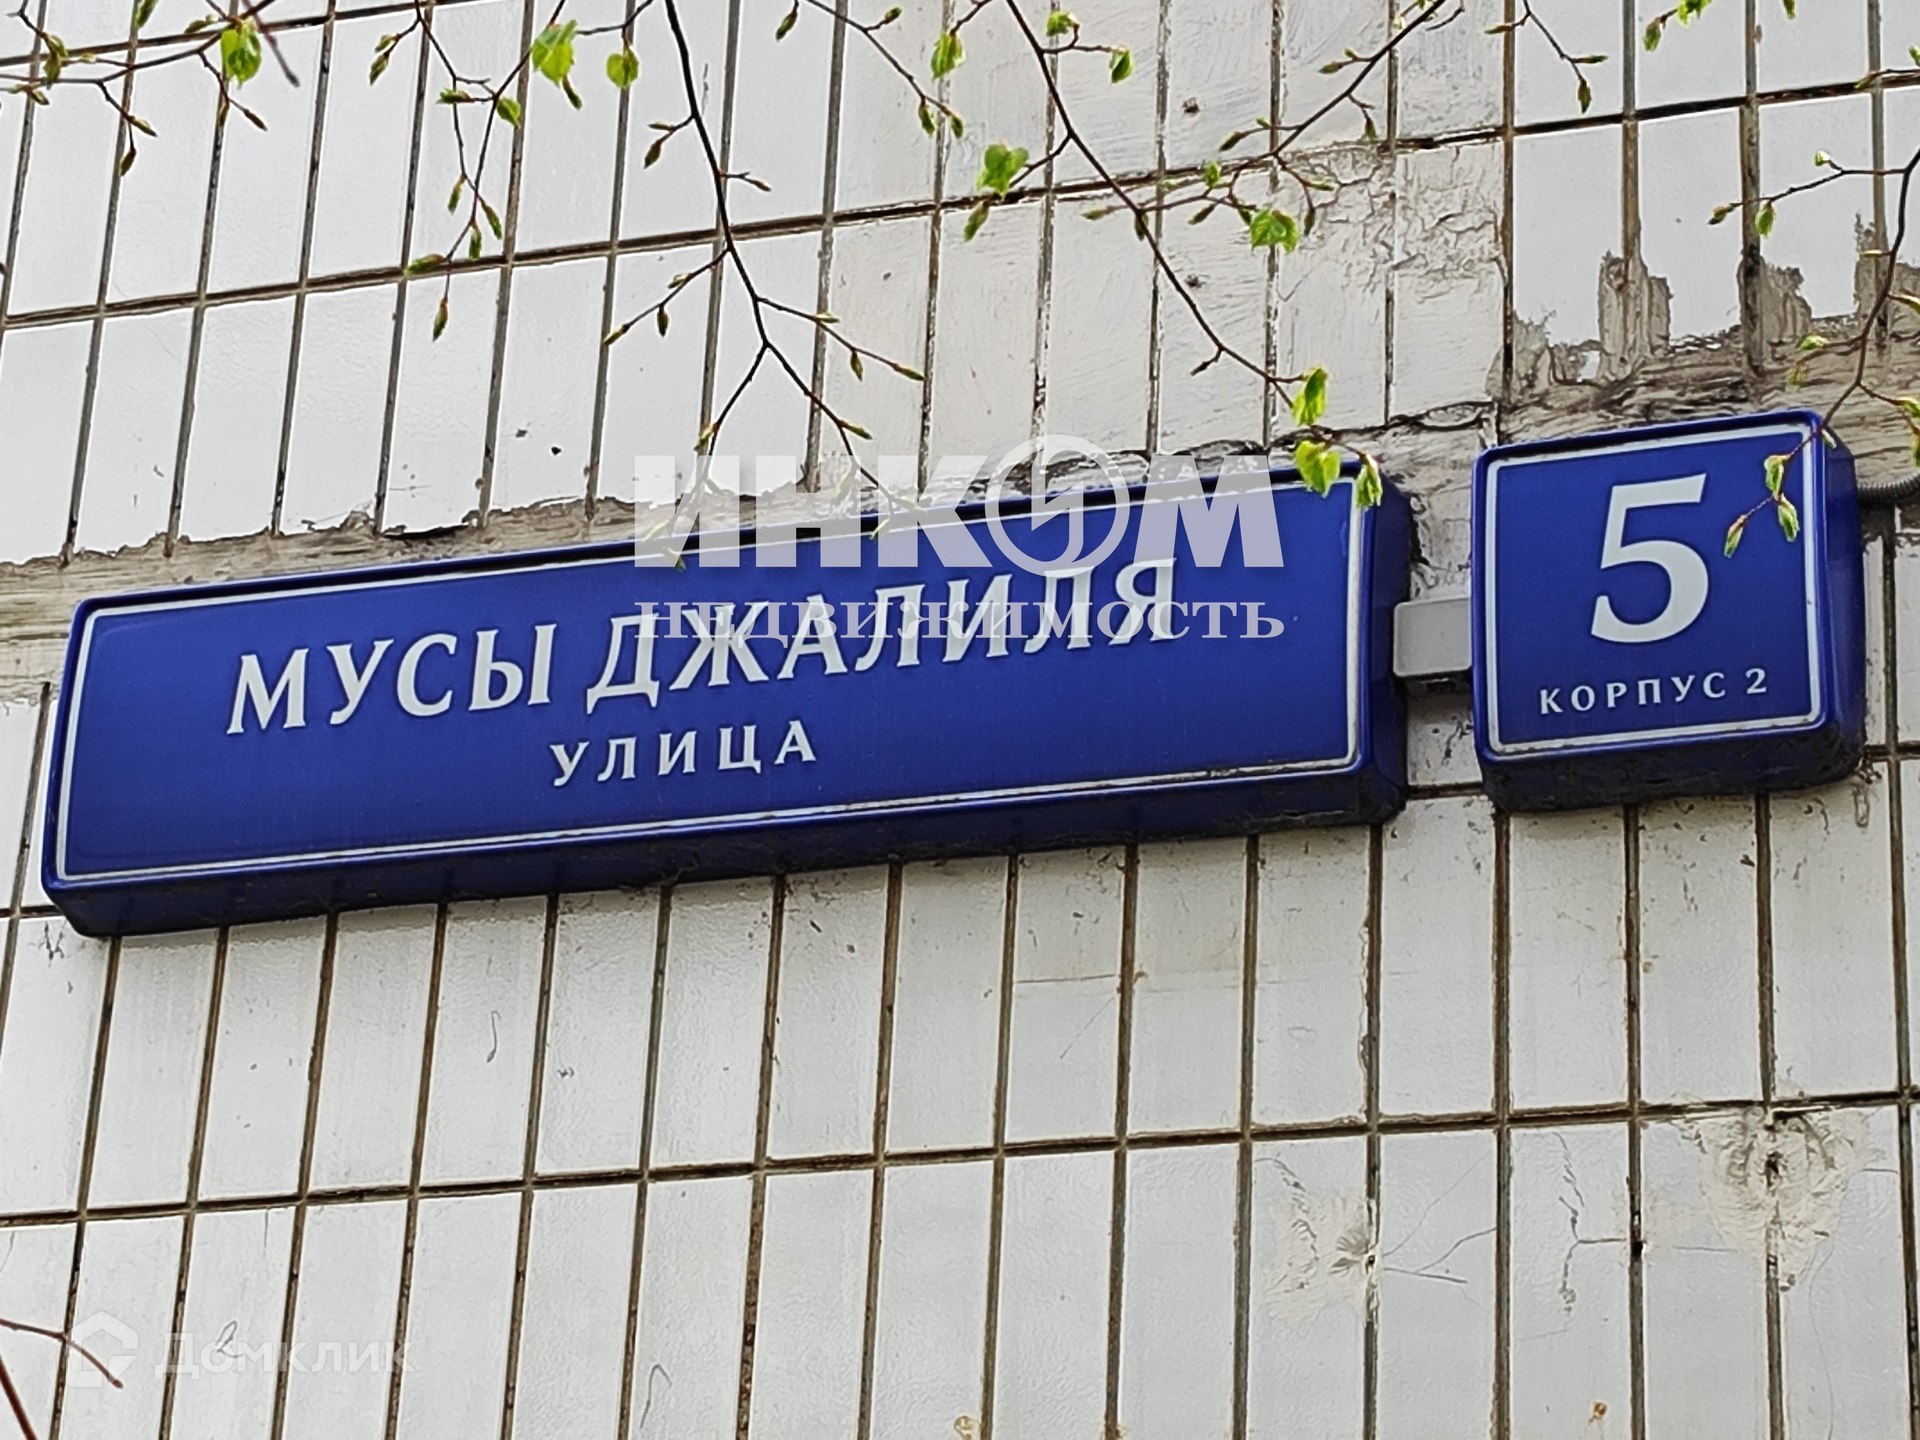 ИНКОМ
НЕДВИЖИМОСТЬ
МУСЫ ДЖАЛИЛЯ
УЛИЦА
5
КОРПУС 2
Домклик